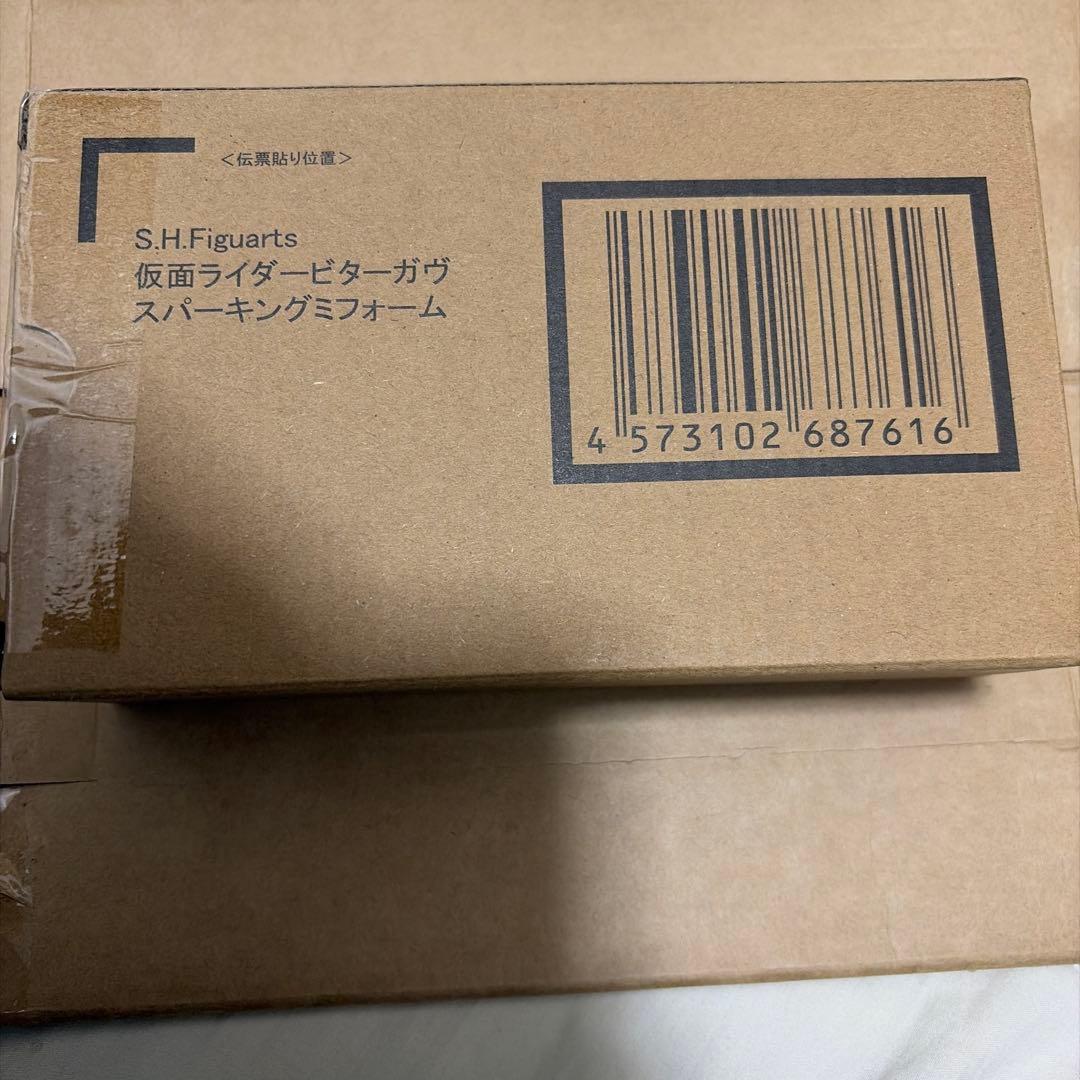 ＜伝票貼り位置＞
S.H.Figuarts
仮面ライダービターガヴ
スパーキングミフォーム
4 573102 687616